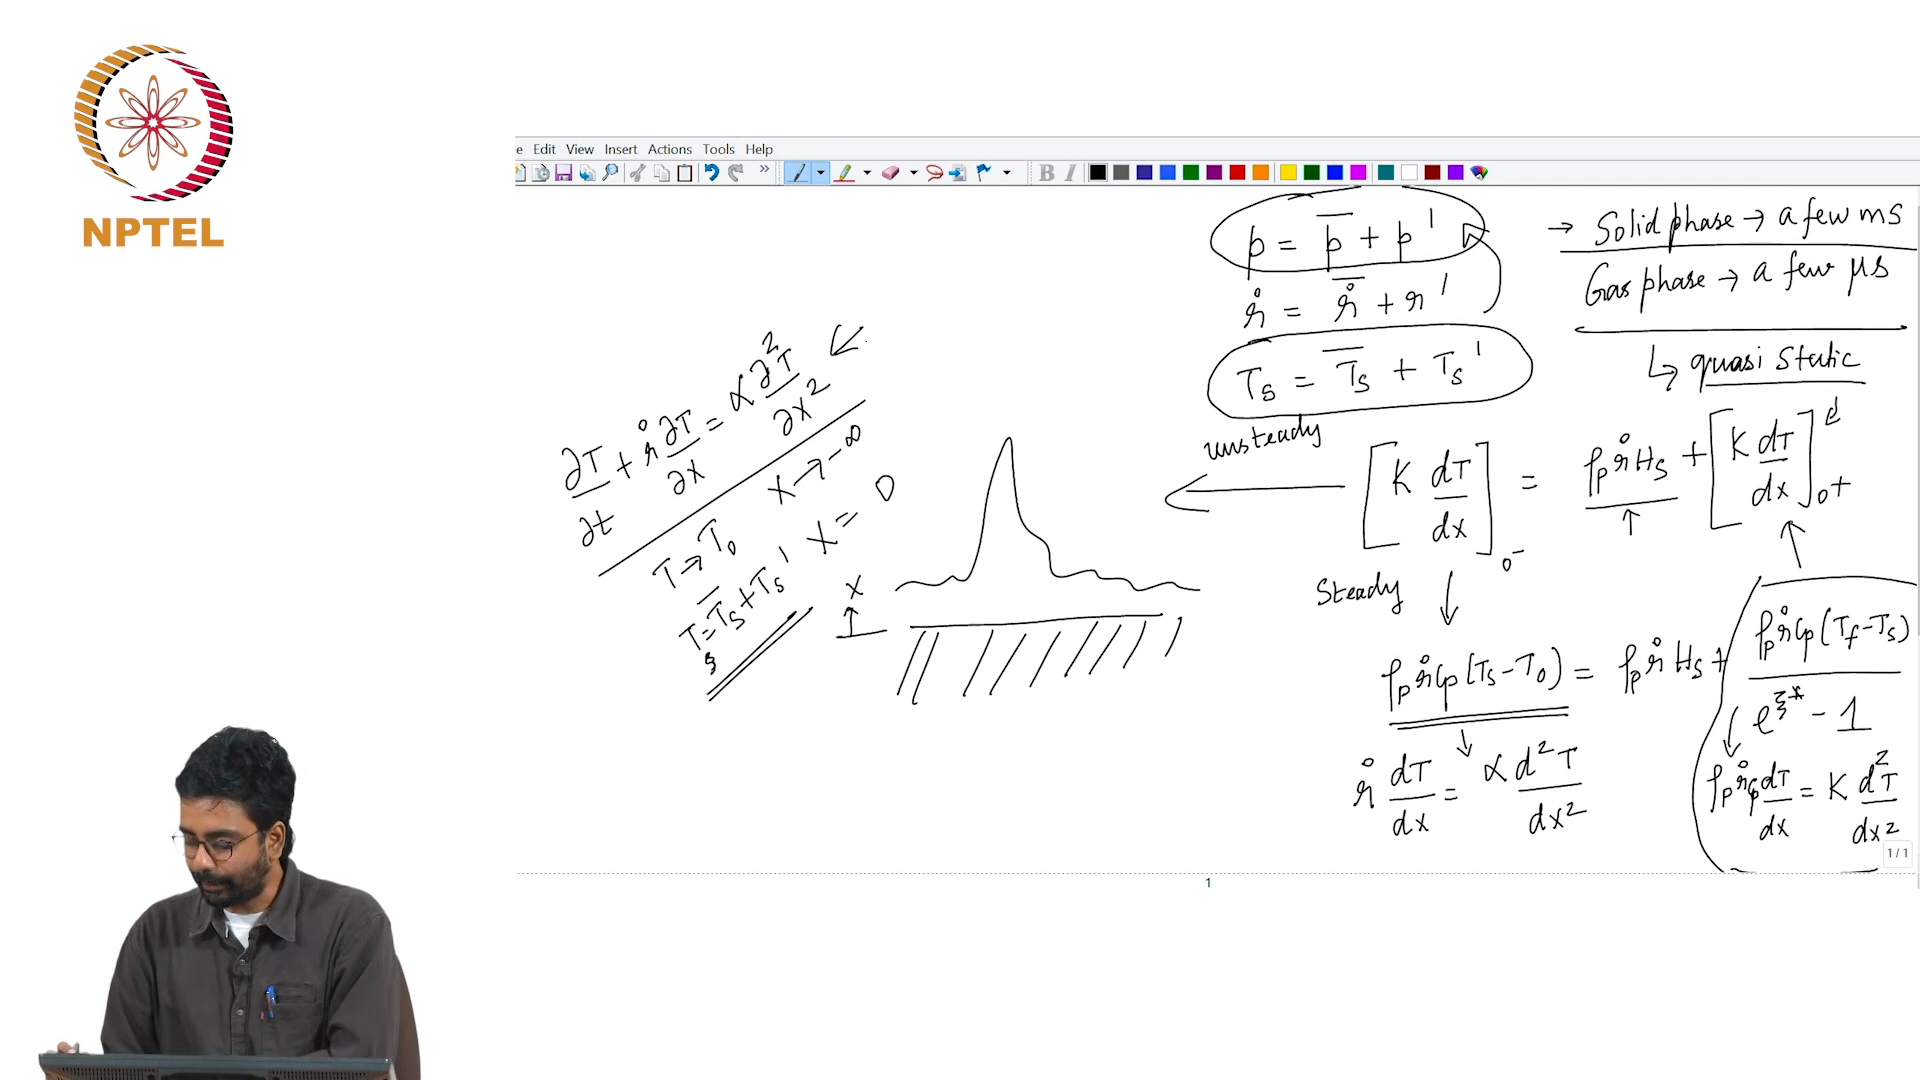 NPTEL
e Edit View Insert Actions Tools Help
p = p̅ + p'
ṙ = ṙ̅ + r'
Ts = T̅s + Ts'
→ Solid phase → a few ms
Gas phase → a few μs
↳ quasi static
∂T/∂t + ṙ ∂T/∂x = α ∂²T/∂x²
T → T₀ x → -∞
T = T̅s + Ts' x = 0
x
unsteady
[K dT/dx]₀- = ρp ṙ Hs + [K dT/dx]₀+
Steady
ρp ṙ Cp (Ts - T₀) = ρp ṙ Hs + ρp ṙ Cp (Tf - Ts) / (e^ξ* - 1)
ṙ dT/dx = α d²T/dx²
ρp ṙ Cp dT/dx = K d²T/dx²
1 / 1
1